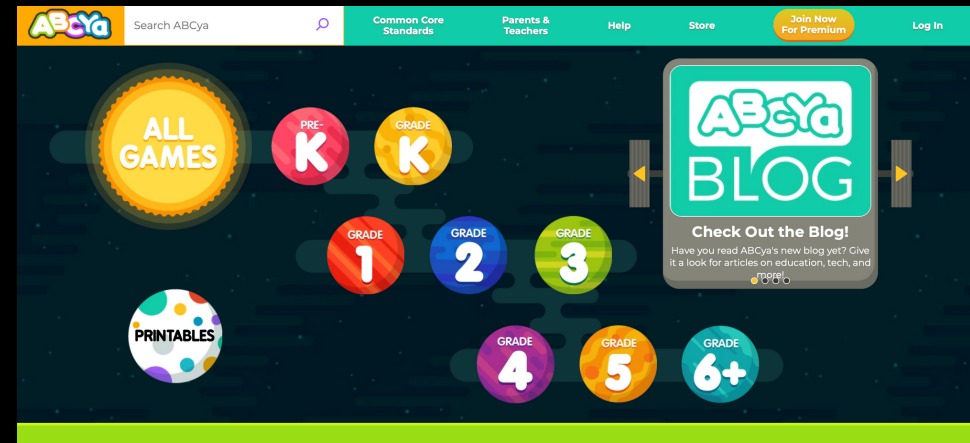 ABCya
Search ABCya
Common Core
Standards
Parents &
Teachers
Help
Store
Join Now
For Premium
Log In
ALL
GAMES
PRE-
K
GRADE
K
GRADE
1
GRADE
2
GRADE
3
PRINTABLES
GRADE
4
GRADE
5
GRADE
6+
ABCYa
BLOG
Check Out the Blog!
Have you read ABCya's new blog yet? Give
it a look for articles on education, tech, and
more!